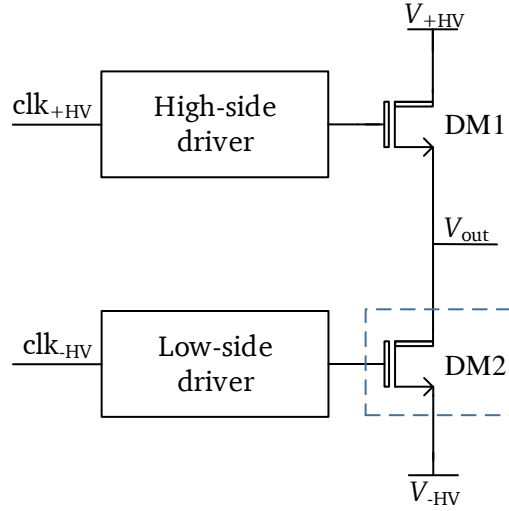 V+HV
clk+HV
High-side
driver
DM1
Vout
clk-HV
Low-side
driver
DM2
V-HV